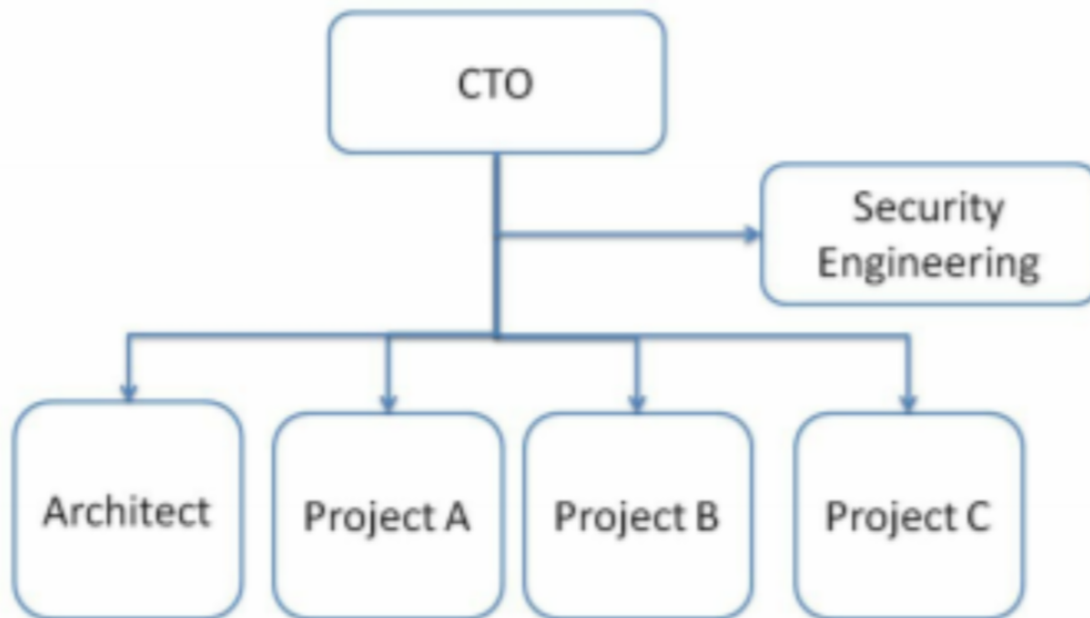 CTO
Security
Engineering
Architect
Project A
Project B
Project C